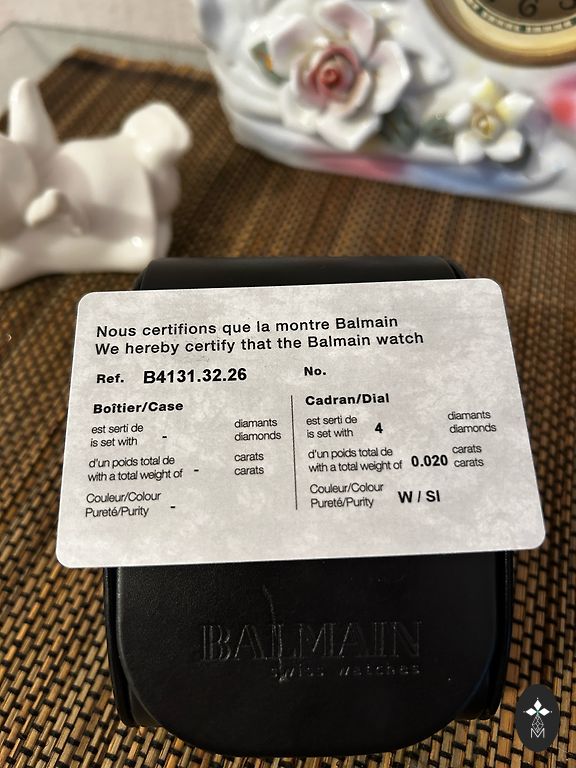 Nous certifions que la montre Balmain
We hereby certify that the Balmain watch
Ref. B4131.32.26 No.
Boîtier/Case
est serti de diamants
is set with - diamonds
d'un poids total de carats
with a total weight of - carats
Couleur/Colour
Pureté/Purity -
Cadran/Dial
est serti de diamants
is set with 4 diamonds
d'un poids total de carats
with a total weight of 0.020 carats
Couleur/Colour
Pureté/Purity W / SI
BALMAIN
swiss watches